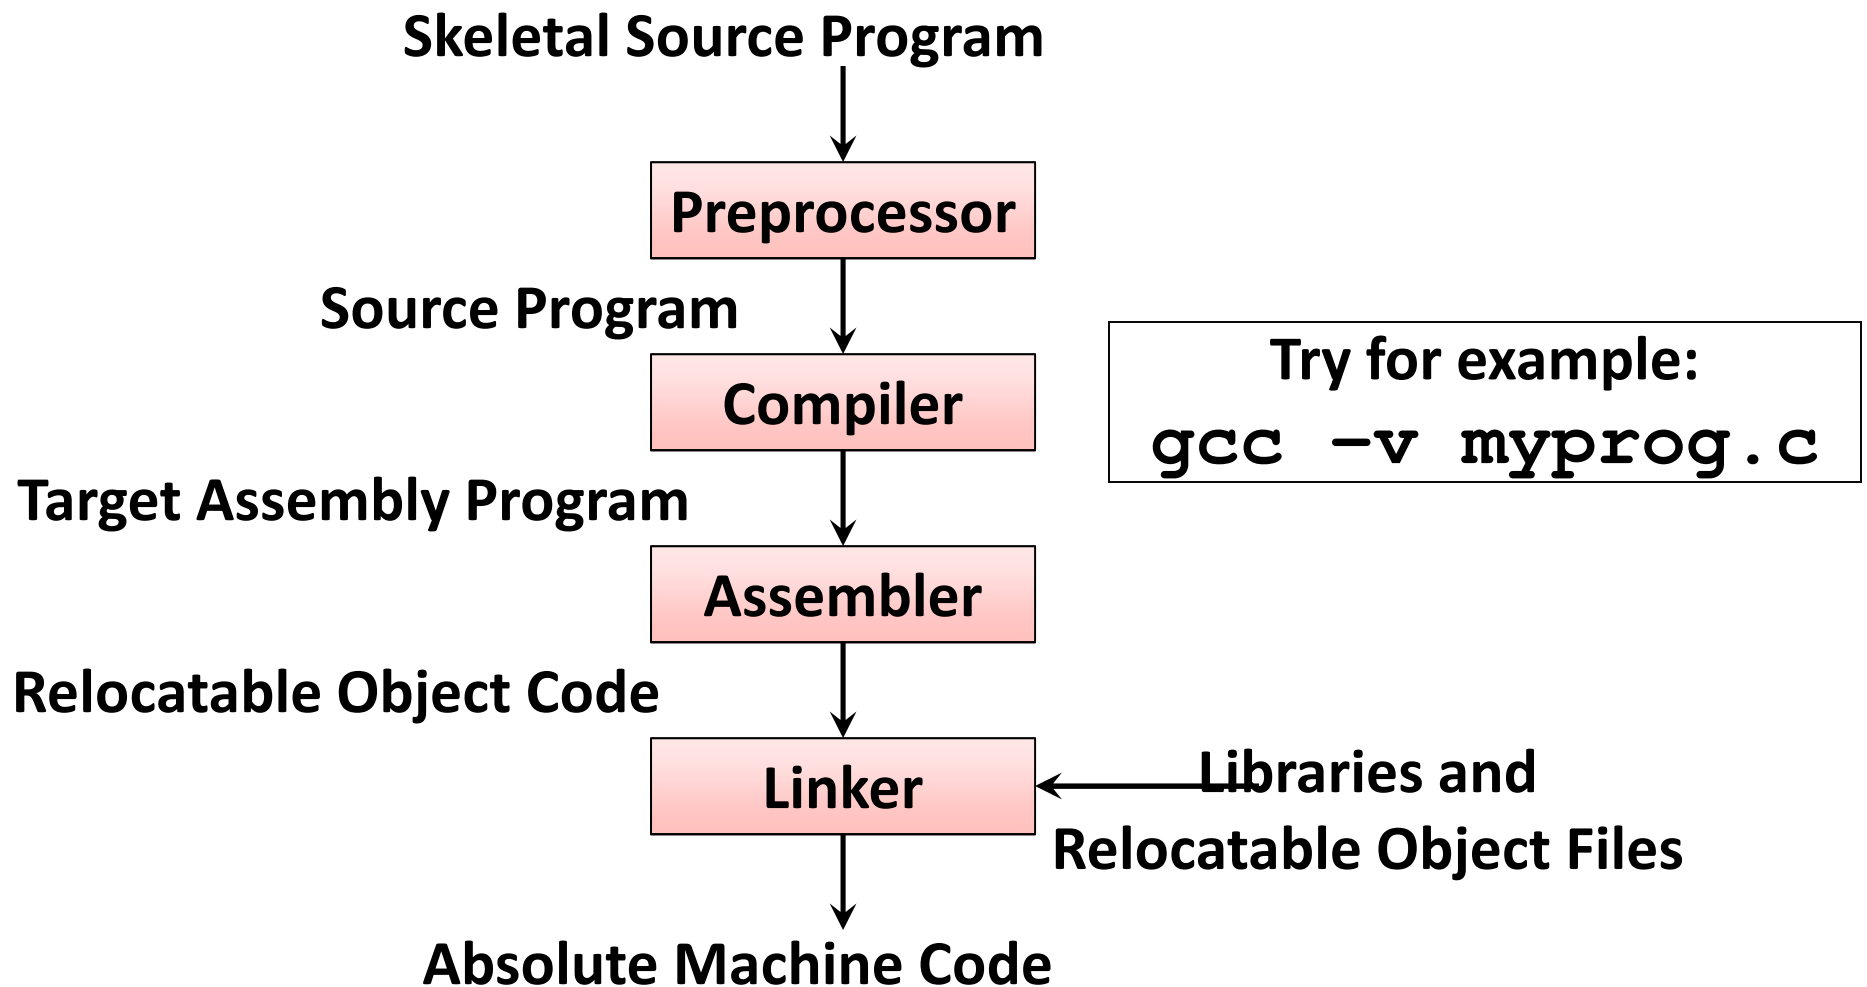 Skeletal Source Program
Preprocessor
Source Program
Compiler
Try for example:
gcc –v myprog.c
Target Assembly Program
Assembler
Relocatable Object Code
Linker
Libraries and
Relocatable Object Files
Absolute Machine Code